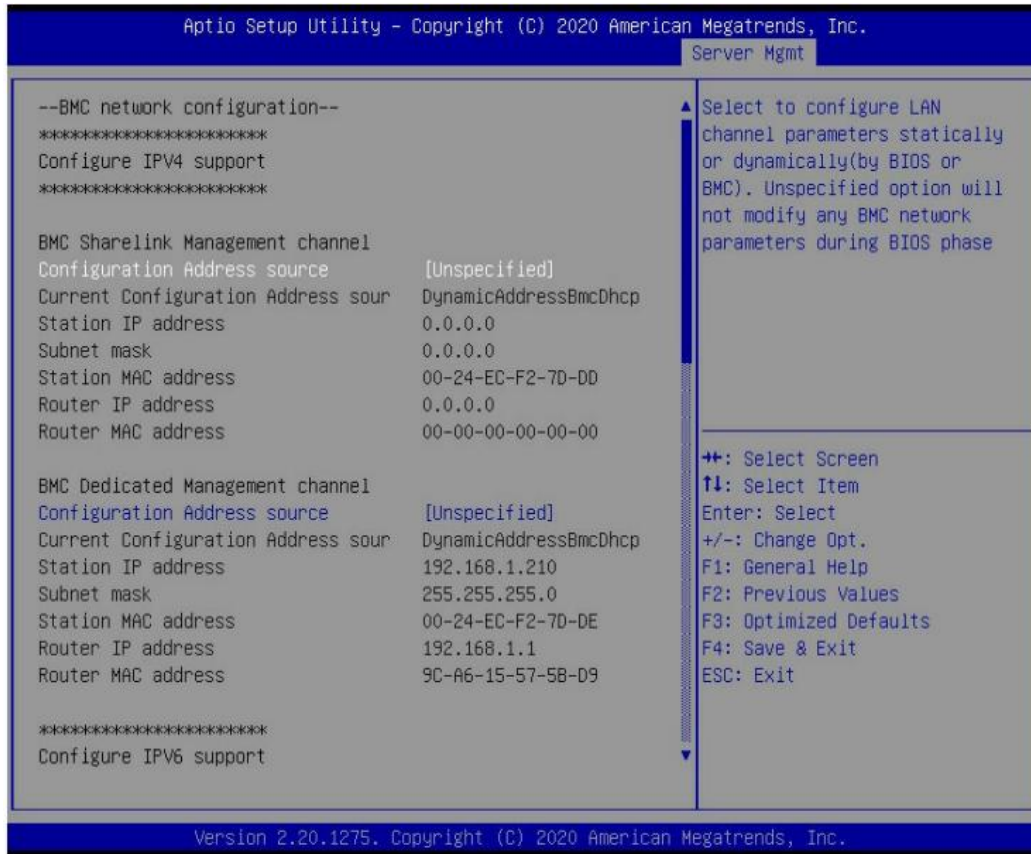 Aptio Setup Utility – Copyright (C) 2020 American Megatrends, Inc.
Server Mgmt
--BMC network configuration--
***********************
Configure IPV4 support
***********************
BMC Sharelink Management channel
Configuration Address source [Unspecified]
Current Configuration Address sour DynamicAddressBmcDhcp
Station IP address 0.0.0.0
Subnet mask 0.0.0.0
Station MAC address 00-24-EC-F2-7D-DD
Router IP address 0.0.0.0
Router MAC address 00-00-00-00-00-00
BMC Dedicated Management channel
Configuration Address source [Unspecified]
Current Configuration Address sour DynamicAddressBmcDhcp
Station IP address 192.168.1.210
Subnet mask 255.255.255.0
Station MAC address 00-24-EC-F2-7D-DE
Router IP address 192.168.1.1
Router MAC address 9C-A6-15-57-5B-D9
***********************
Configure IPV6 support
Select to configure LAN
channel parameters statically
or dynamically(by BIOS or
BMC). Unspecified option will
not modify any BMC network
parameters during BIOS phase
→←: Select Screen
↑↓: Select Item
Enter: Select
+/-: Change Opt.
F1: General Help
F2: Previous Values
F3: Optimized Defaults
F4: Save & Exit
ESC: Exit
Version 2.20.1275. Copyright (C) 2020 American Megatrends, Inc.